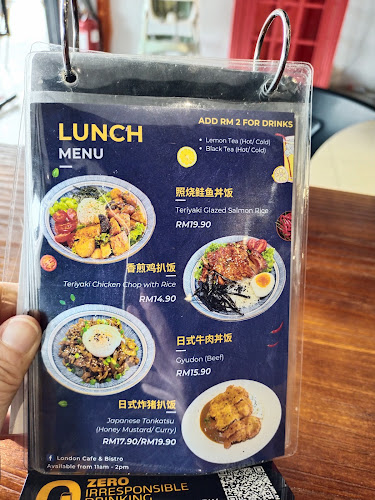 LUNCH
MENU
ADD RM 2 FOR DRINKS
• Lemon Tea (Hot/ Cold)
• Black Tea (Hot/ Cold)
照烧鲑鱼丼饭
Teriyaki Glazed Salmon Rice
RM19.90
香煎鸡扒饭
Teriyaki Chicken Chop with Rice
RM14.90
日式牛肉丼饭
Gyudon (Beef)
RM15.90
日式炸猪扒饭
Japanese Tonkatsu
(Honey Mustard/ Curry)
RM17.90/RM19.90
London Cafe & Bistro
Available from 11am - 2pm
ZERO
IRRESPONSIBLE
DRINKING